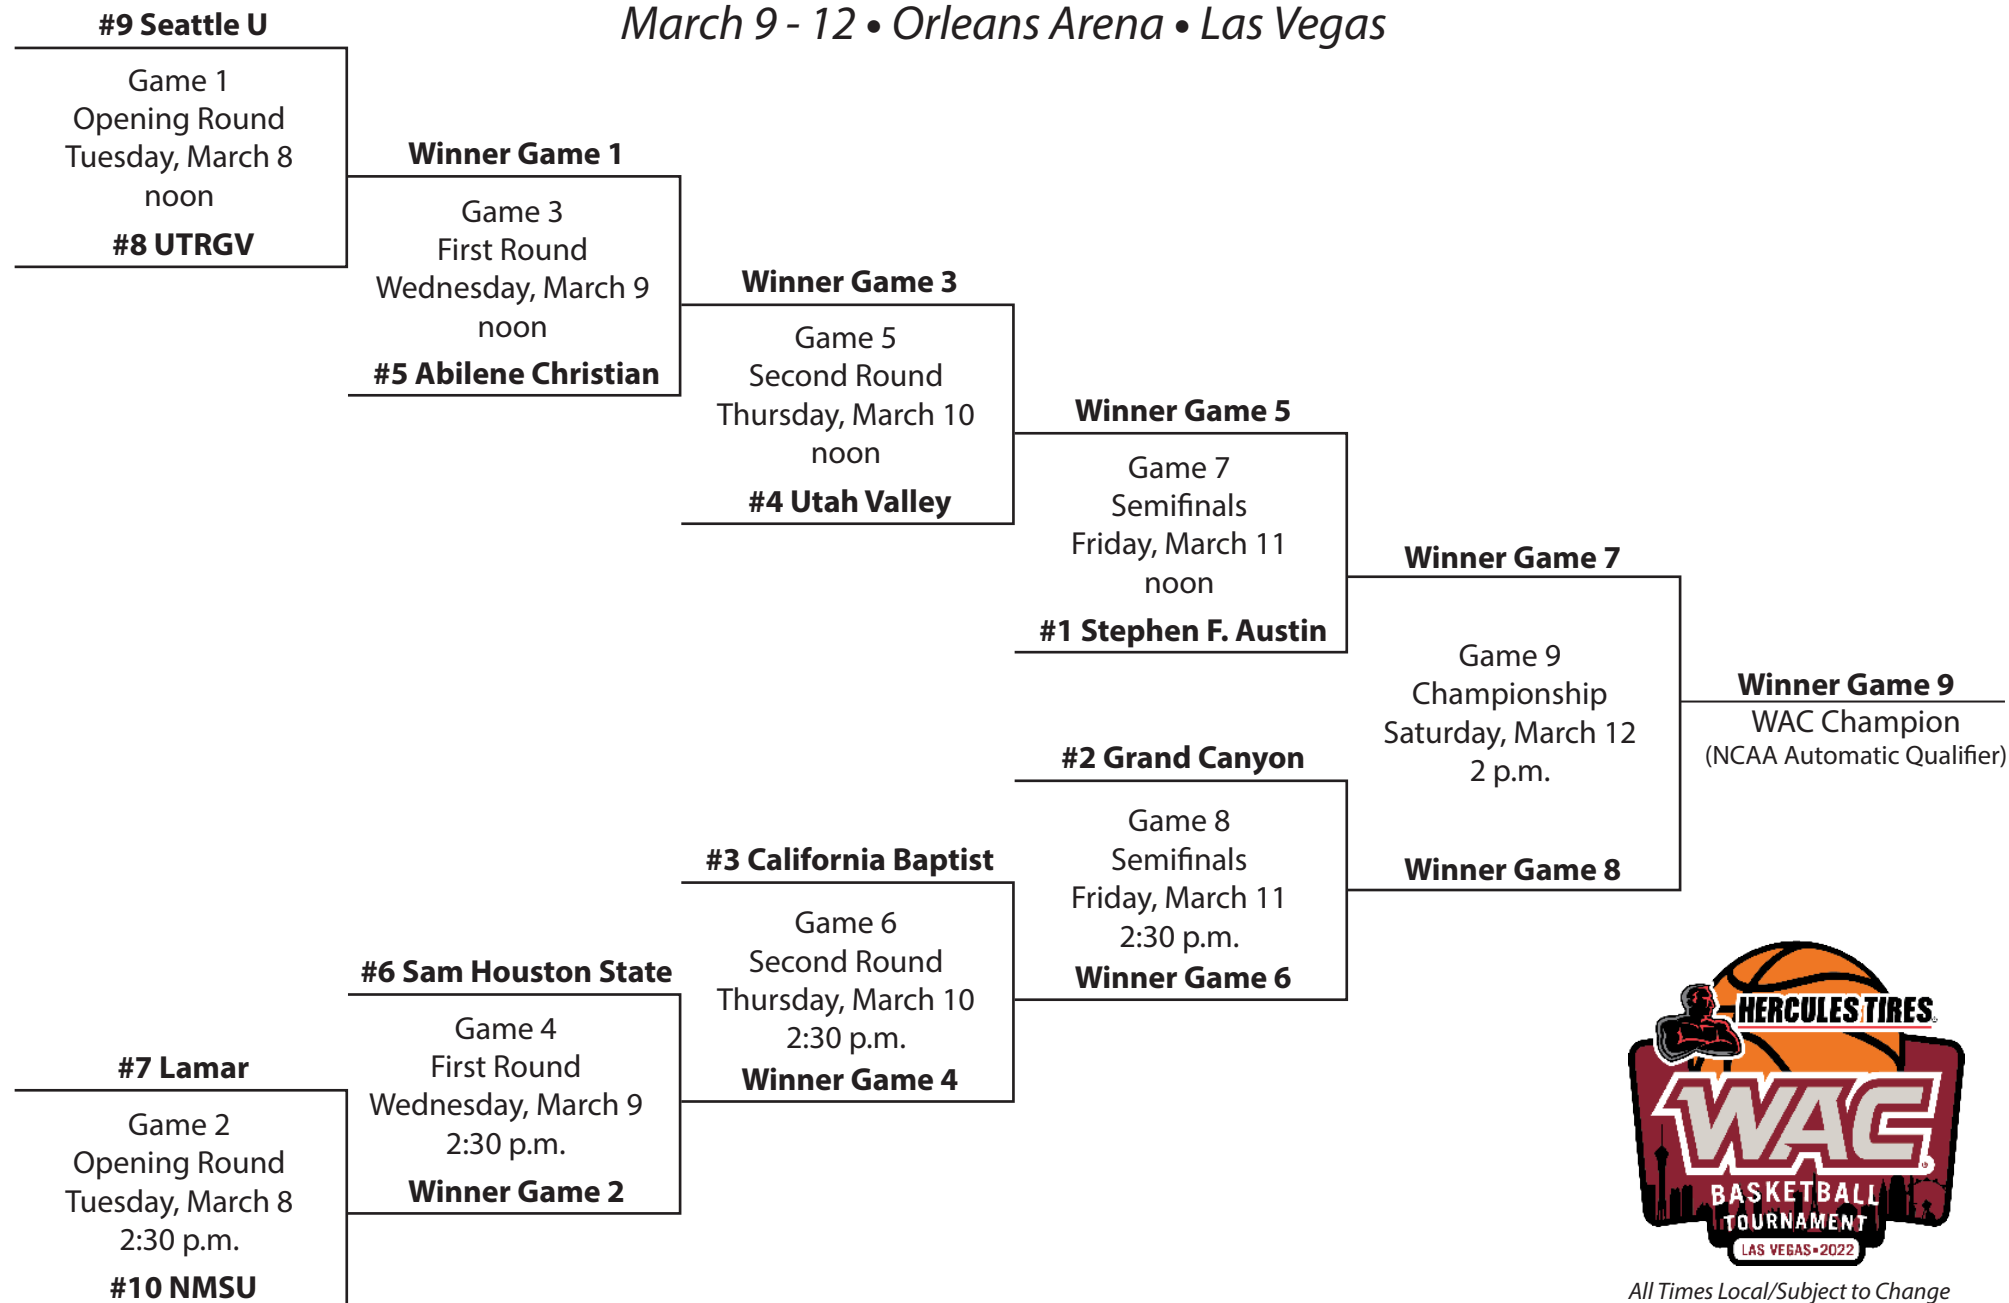 March 9 - 12 • Orleans Arena • Las Vegas
#9 Seattle U
Game 1
Opening Round
Tuesday, March 8
noon
#8 UTRGV
Winner Game 1
Game 3
First Round
Wednesday, March 9
noon
#5 Abilene Christian
Winner Game 3
Game 5
Second Round
Thursday, March 10
noon
#4 Utah Valley
Winner Game 5
Game 7
Semifinals
Friday, March 11
noon
#1 Stephen F. Austin
Winner Game 7
Game 9
Championship
Saturday, March 12
2 p.m.
Winner Game 8
Winner Game 9
WAC Champion
(NCAA Automatic Qualifier)
#2 Grand Canyon
Game 8
Semifinals
Friday, March 11
2:30 p.m.
Winner Game 6
#3 California Baptist
Game 6
Second Round
Thursday, March 10
2:30 p.m.
Winner Game 4
#6 Sam Houston State
Game 4
First Round
Wednesday, March 9
2:30 p.m.
Winner Game 2
#7 Lamar
Game 2
Opening Round
Tuesday, March 8
2:30 p.m.
#10 NMSU
HERCULES TIRES
WAC
BASKETBALL
TOURNAMENT
LAS VEGAS•2022
All Times Local/Subject to Change